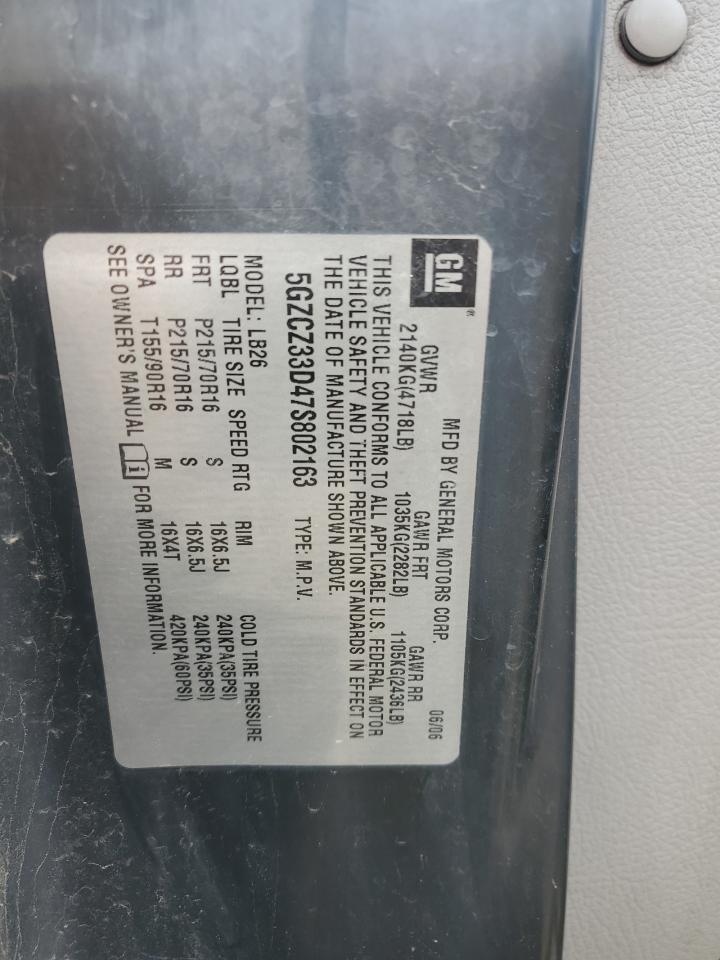 GM®
MFD BY GENERAL MOTORS CORP. 06/06
GVWR GAWR FRT GAWR RR
2140KG(4718LB) 1035KG(2282LB) 1105KG(2436LB)
THIS VEHICLE CONFORMS TO ALL APPLICABLE U.S. FEDERAL MOTOR
VEHICLE SAFETY AND THEFT PREVENTION STANDARDS IN EFFECT ON
THE DATE OF MANUFACTURE SHOWN ABOVE.
5GZCZ33D47S802163 TYPE: M.P.V.
MODEL: LB26
LQBL TIRE SIZE SPEED RTG RIM COLD TIRE PRESSURE
FRT P215/70R16 S 16X6.5J 240KPA(35PSI)
RR P215/70R16 S 16X6.5J 240KPA(35PSI)
SPA T155/90R16 M 16X4T 420KPA(60PSI)
SEE OWNER'S MANUAL i FOR MORE INFORMATION.